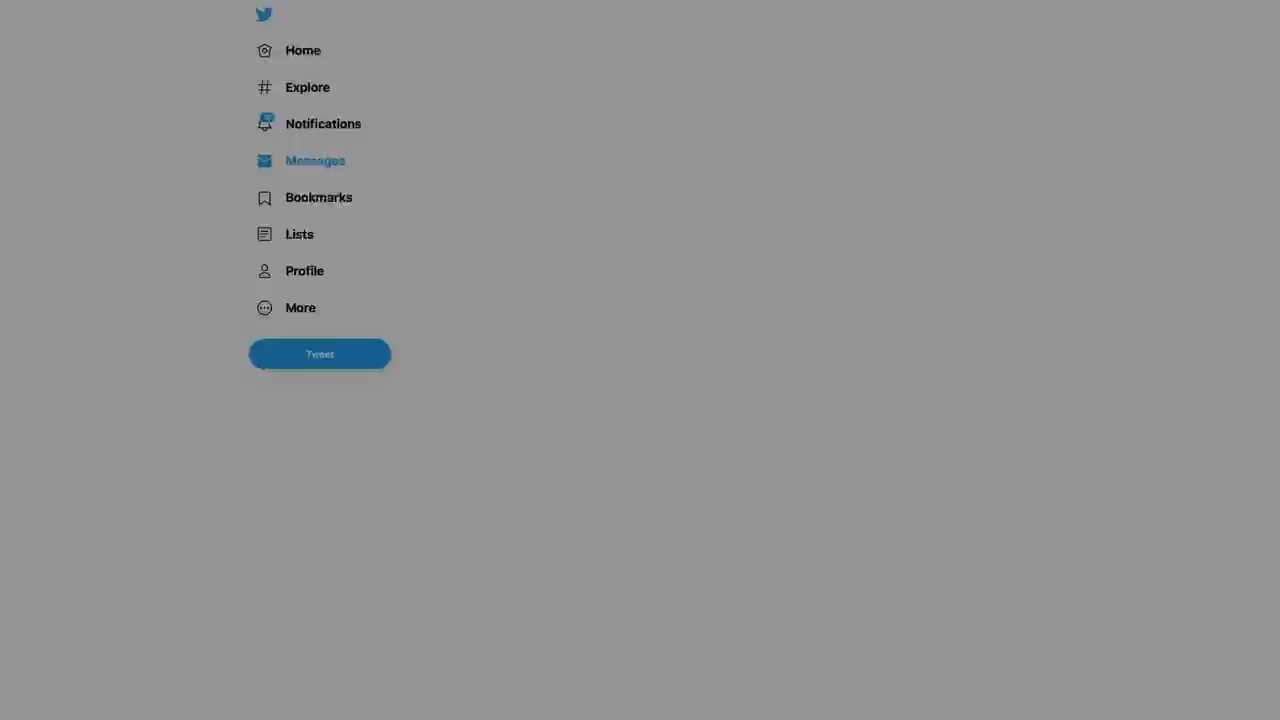 Home
Explore
Notifications
Messages
Bookmarks
Lists
Profile
More
Tweet